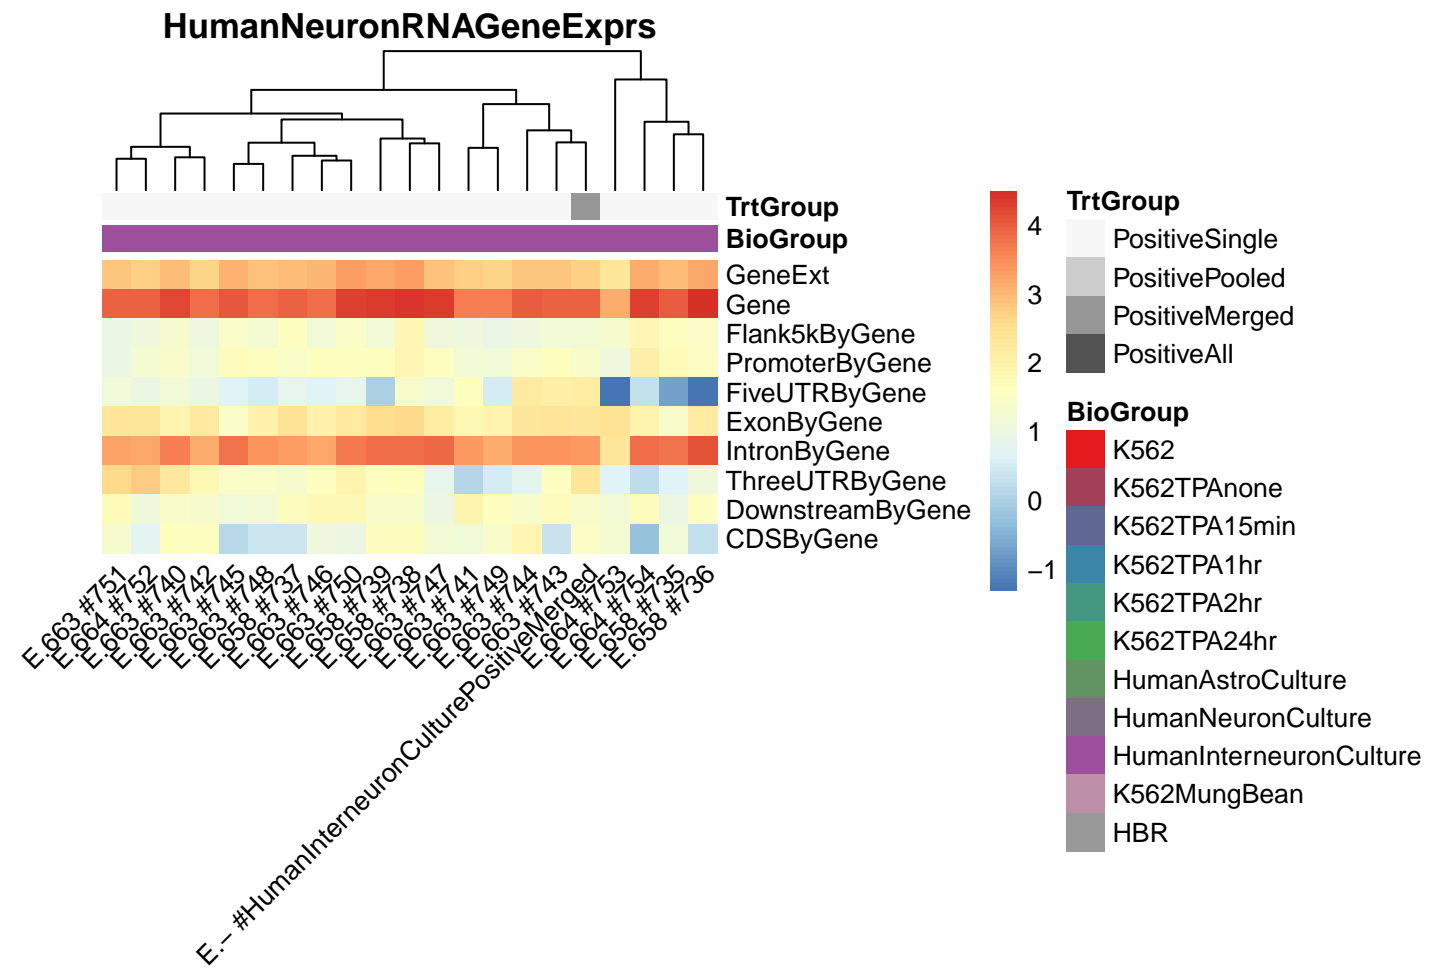 HumanNeuronRNAGeneExprs
TrtGroup
BioGroup
GeneExt
Gene
Flank5kByGene
PromoterByGene
FiveUTRByGene
ExonByGene
IntronByGene
ThreeUTRByGene
DownstreamByGene
CDSByGene
E.663 #751
E.664 #752
E.663 #740
E.663 #742
E.663 #745
E.663 #748
E.658 #737
E.663 #746
E.663 #750
E.658 #739
E.658 #738
E.663 #747
E.663 #741
E.663 #749
E.663 #744
E.663 #743
E.− #HumanInterneuronCulturePositiveMerged
E.664 #753
E.664 #754
E.658 #735
E.658 #736
4
3
2
1
0
−1
TrtGroup
PositiveSingle
PositivePooled
PositiveMerged
PositiveAll
BioGroup
K562
K562TPAnone
K562TPA15min
K562TPA1hr
K562TPA2hr
K562TPA24hr
HumanAstroCulture
HumanNeuronCulture
HumanInterneuronCulture
K562MungBean
HBR